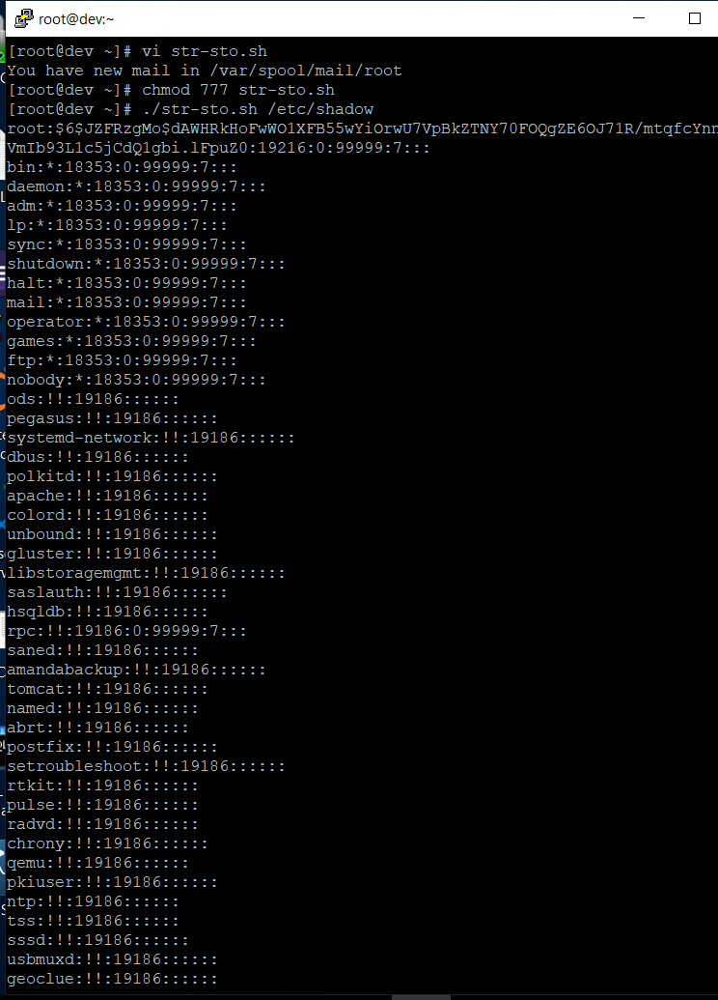 root@dev:~
[root@dev ~]# vi str-sto.sh
You have new mail in /var/spool/mail/root
[root@dev ~]# chmod 777 str-sto.sh
[root@dev ~]# ./str-sto.sh /etc/shadow
root:$6$JZFRzgMo$dAWHRkHoFwWO1XFB55wYiOrwU7VpBkZTNY70FOQgZE6OJ71R/mtqfcYnn
VmIb93L1c5jCdQ1gbi.lFpuZ0:19216:0:99999:7:::
bin:*:18353:0:99999:7:::
daemon:*:18353:0:99999:7:::
adm:*:18353:0:99999:7:::
lp:*:18353:0:99999:7:::
sync:*:18353:0:99999:7:::
shutdown:*:18353:0:99999:7:::
halt:*:18353:0:99999:7:::
mail:*:18353:0:99999:7:::
operator:*:18353:0:99999:7:::
games:*:18353:0:99999:7:::
ftp:*:18353:0:99999:7:::
nobody:*:18353:0:99999:7:::
ods:!!:19186::::::
pegasus:!!:19186::::::
systemd-network:!!:19186::::::
dbus:!!:19186::::::
polkitd:!!:19186::::::
apache:!!:19186::::::
colord:!!:19186::::::
unbound:!!:19186::::::
gluster:!!:19186::::::
libstoragemgmt:!!:19186::::::
saslauth:!!:19186::::::
hsqldb:!!:19186::::::
rpc:!!:19186:0:99999:7:::
saned:!!:19186::::::
amandabackup:!!:19186::::::
tomcat:!!:19186::::::
named:!!:19186::::::
abrt:!!:19186::::::
postfix:!!:19186::::::
setroubleshoot:!!:19186::::::
rtkit:!!:19186::::::
pulse:!!:19186::::::
radvd:!!:19186::::::
chrony:!!:19186::::::
qemu:!!:19186::::::
pkiuser:!!:19186::::::
ntp:!!:19186::::::
tss:!!:19186::::::
sssd:!!:19186::::::
usbmuxd:!!:19186::::::
geoclue:!!:19186::::::